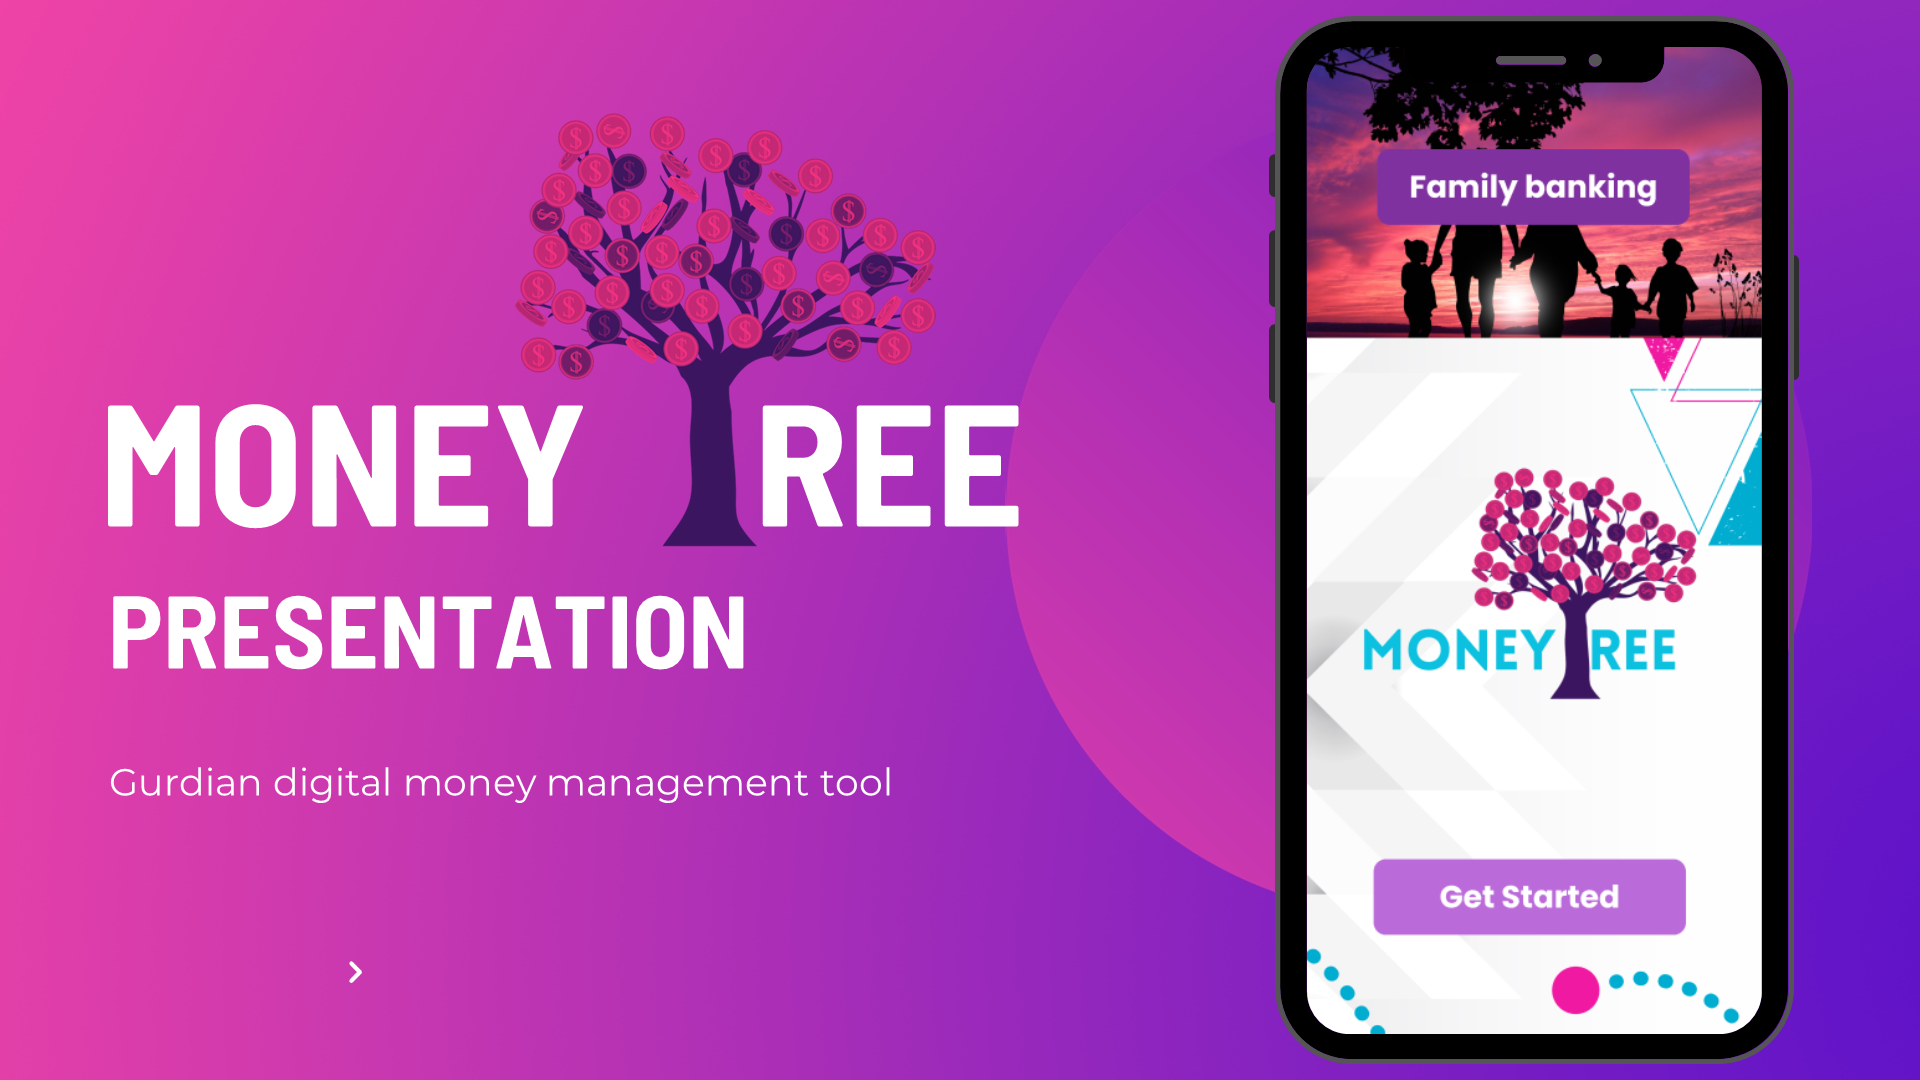 MONEY REE
PRESENTATION
Gurdian digital money management tool
Family banking
MONEY REE
Get Started